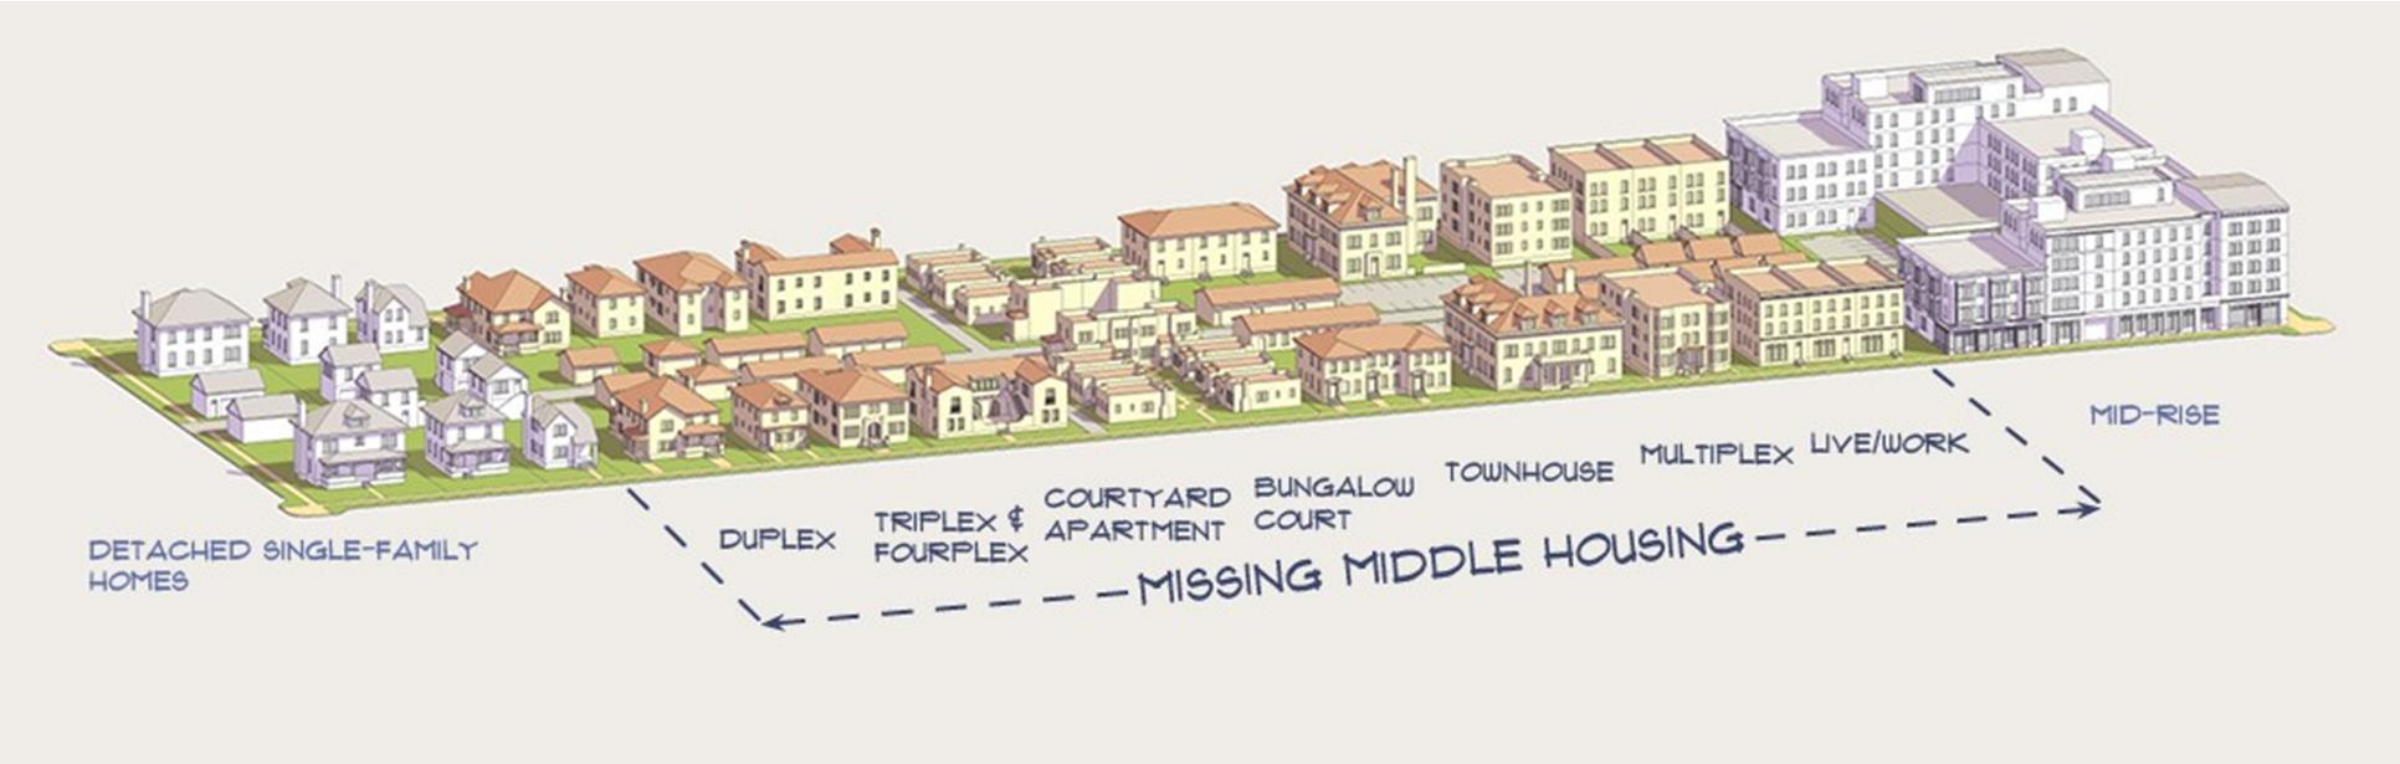 DETACHED SINGLE-FAMILY
HOMES
DUPLEX
TRIPLEX &
FOURPLEX
COURTYARD
APARTMENT
BUNGALOW
COURT
TOWNHOUSE
MULTIPLEX
LIVE/WORK
MID-RISE
MISSING MIDDLE HOUSING